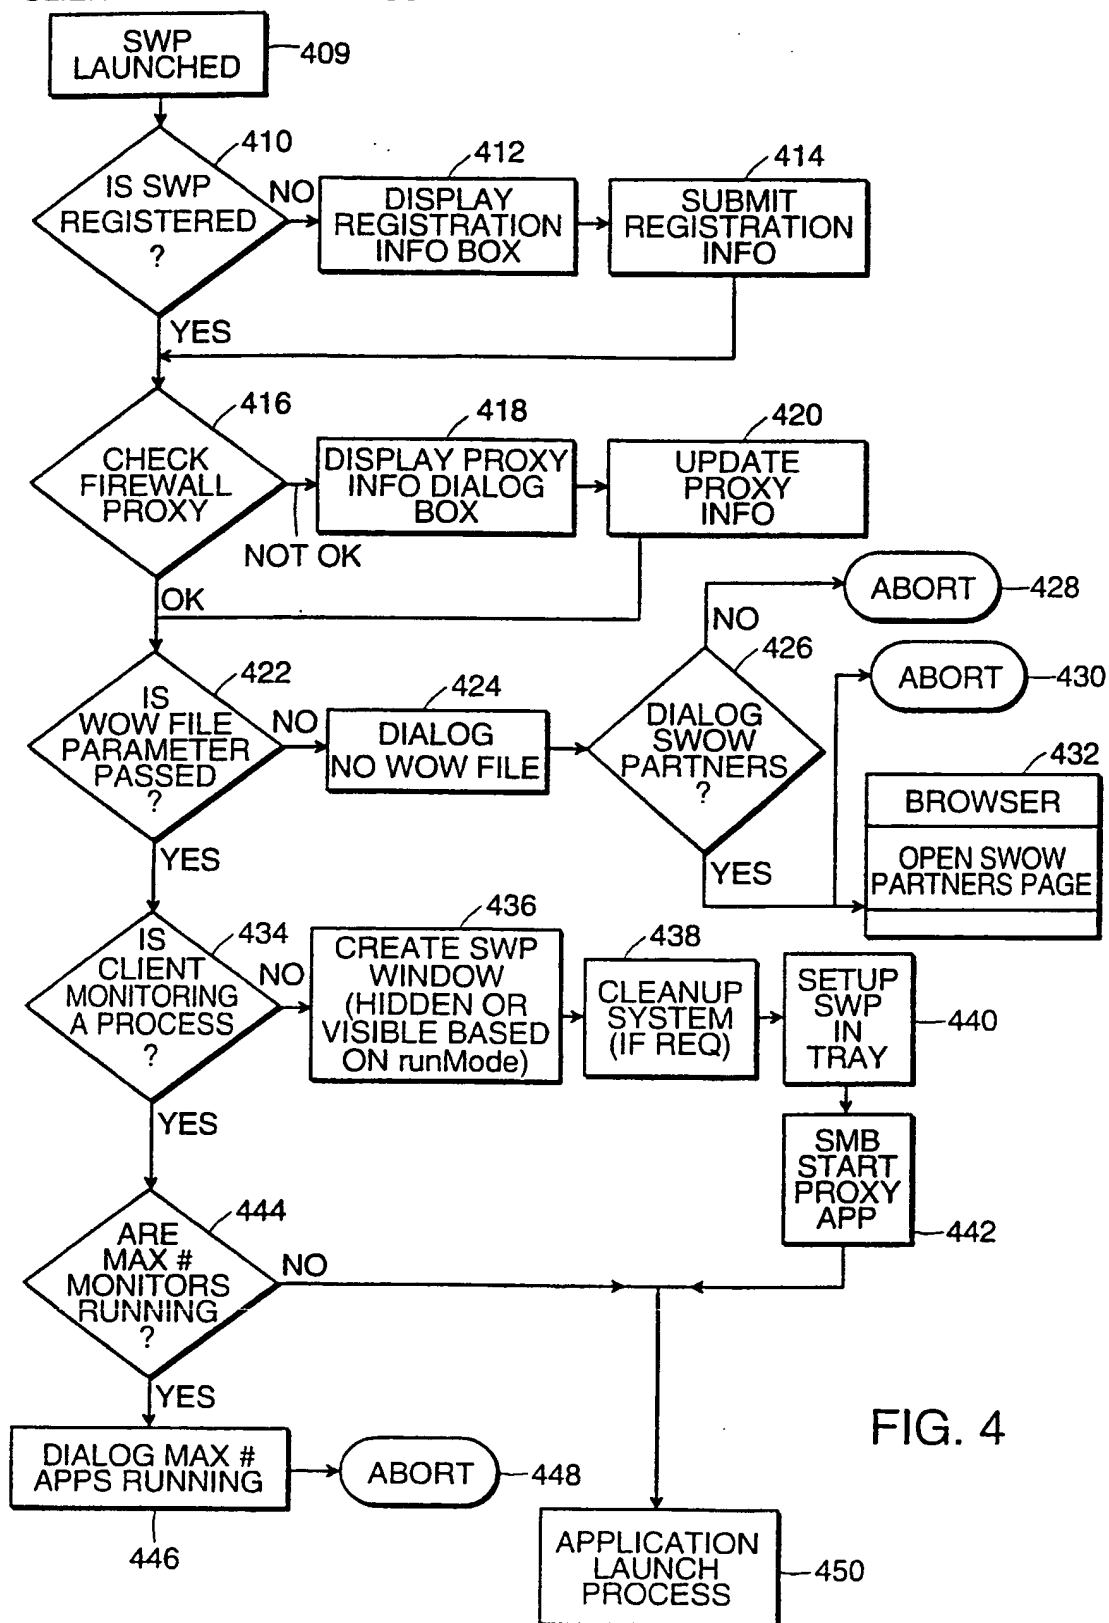 SWP
LAUNCHED
409
410
IS SWP
REGISTERED
?
NO
412
DISPLAY
REGISTRATION
INFO BOX
414
SUBMIT
REGISTRATION
INFO
YES
416
CHECK
FIREWALL
PROXY
NOT OK
418
DISPLAY PROXY
INFO DIALOG
BOX
420
UPDATE
PROXY
INFO
OK
422
IS
WOW FILE
PARAMETER
PASSED
?
NO
424
DIALOG
NO WOW FILE
426
DIALOG
SWOW
PARTNERS
?
NO
ABORT
428
ABORT
430
YES
432
BROWSER
OPEN SWOW
PARTNERS PAGE
YES
434
IS
CLIENT
MONITORING
A PROCESS
?
NO
436
CREATE SWP
WINDOW
(HIDDEN OR
VISIBLE BASED
ON runMode)
438
CLEANUP
SYSTEM
(IF REQ)
SETUP
SWP
IN
TRAY
440
SMB
START
PROXY
APP
442
YES
444
ARE
MAX #
MONITORS
RUNNING
?
NO
YES
DIALOG MAX #
APPS RUNNING
446
ABORT
448
APPLICATION
LAUNCH
PROCESS
450
FIG. 4